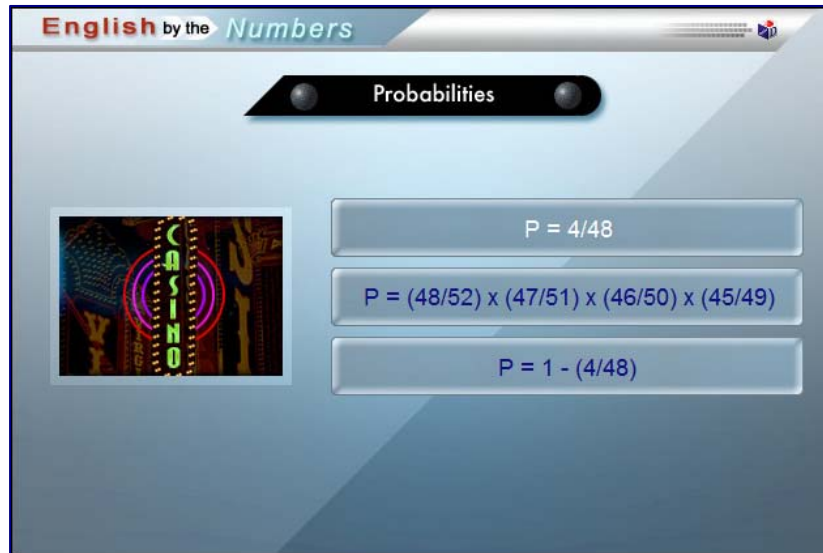 English by the Numbers
Probabilities
CASINO
P = 4/48
P = (48/52) x (47/51) x (46/50) x (45/49)
P = 1 - (4/48)